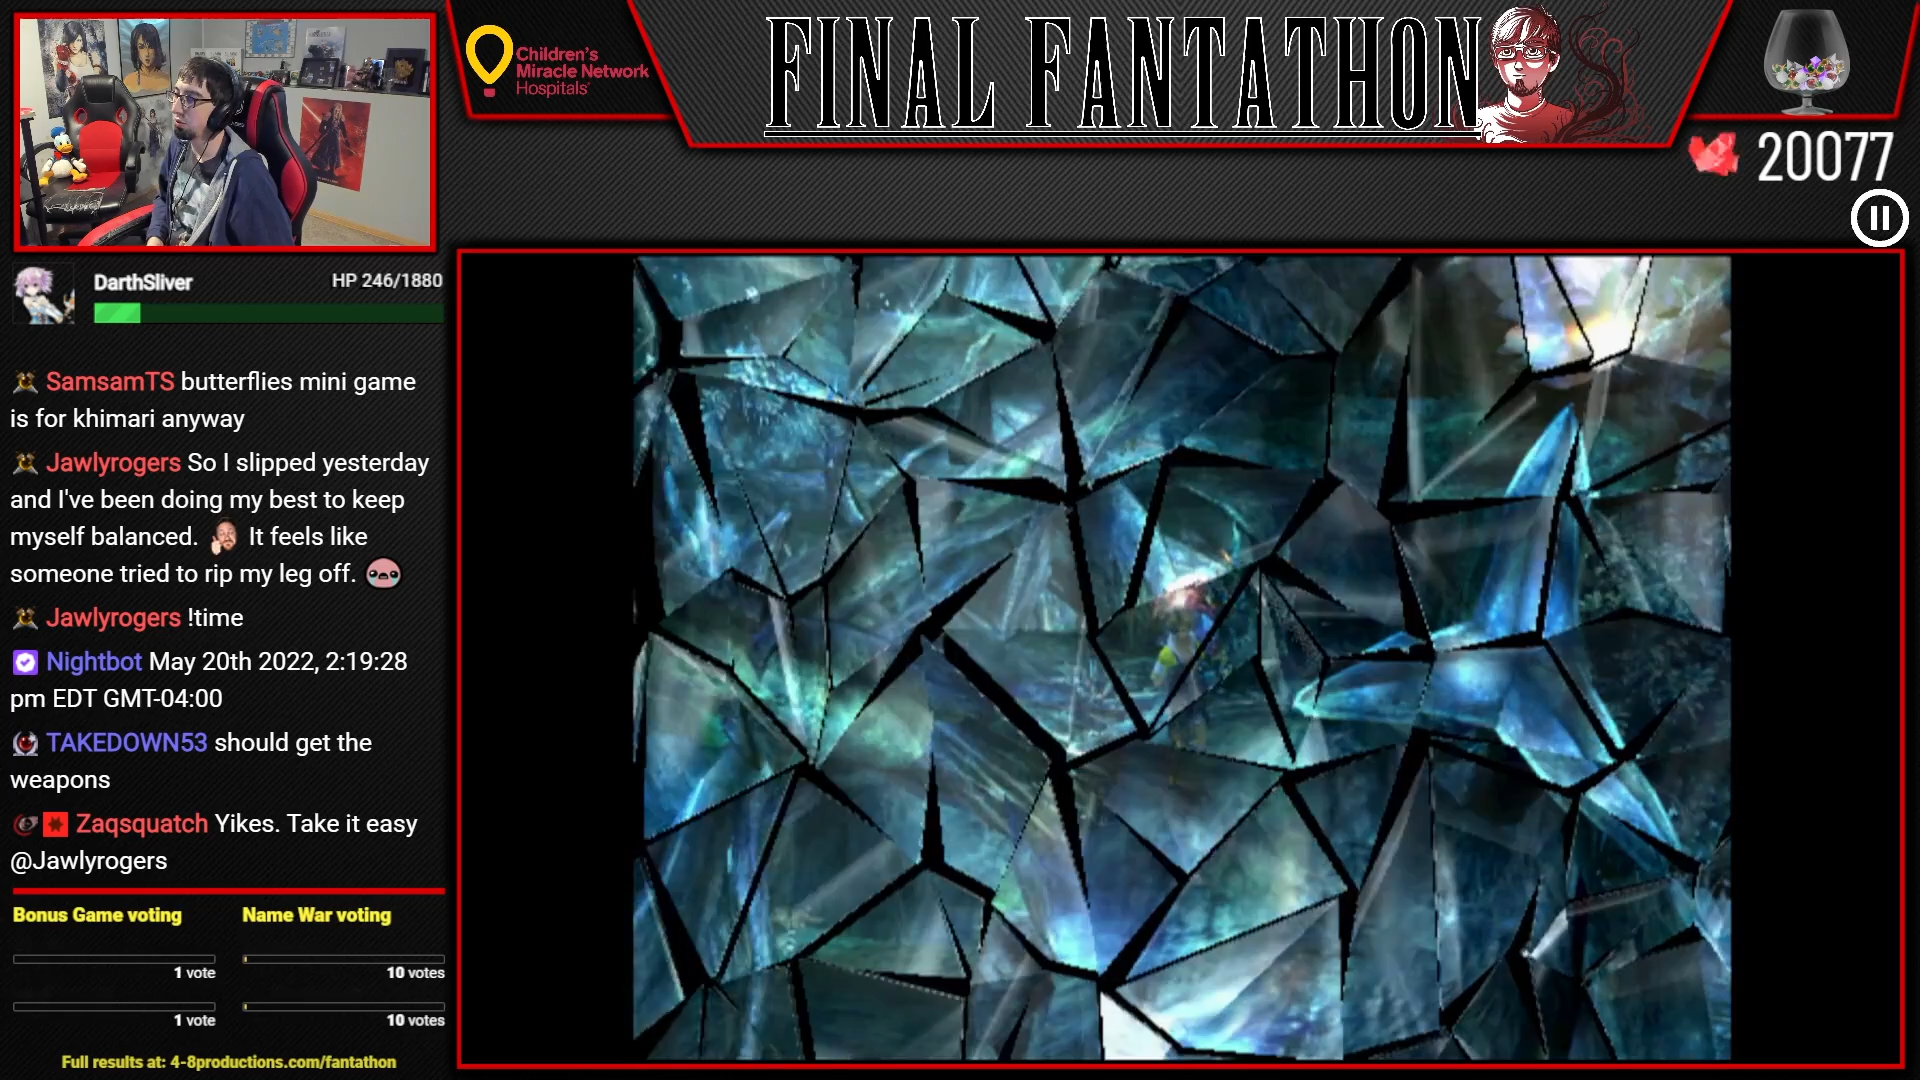 Children's
Miracle Network
Hospitals
FINAL FANTATHON
20077
DarthSliver
HP 246/1880
SamsamTS butterflies mini game
is for khimari anyway
Jawlyrogers So I slipped yesterday
and I've been doing my best to keep
myself balanced. It feels like
someone tried to rip my leg off.
Jawlyrogers !time
Nightbot May 20th 2022, 2:19:28
pm EDT GMT-04:00
TAKEDOWN53 should get the
weapons
Zaqsquatch Yikes. Take it easy
@Jawlyrogers
Bonus Game voting
Name War voting
1 vote
10 votes
1 vote
10 votes
Full results at: 4-8productions.com/fantathon